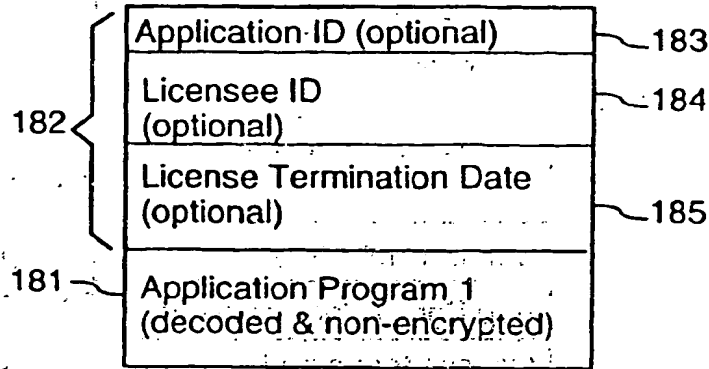 Application ID (optional)
183
Licensee ID
(optional)
184
182
License Termination Date
(optional)
185
181
Application Program 1
(decoded & non-encrypted)